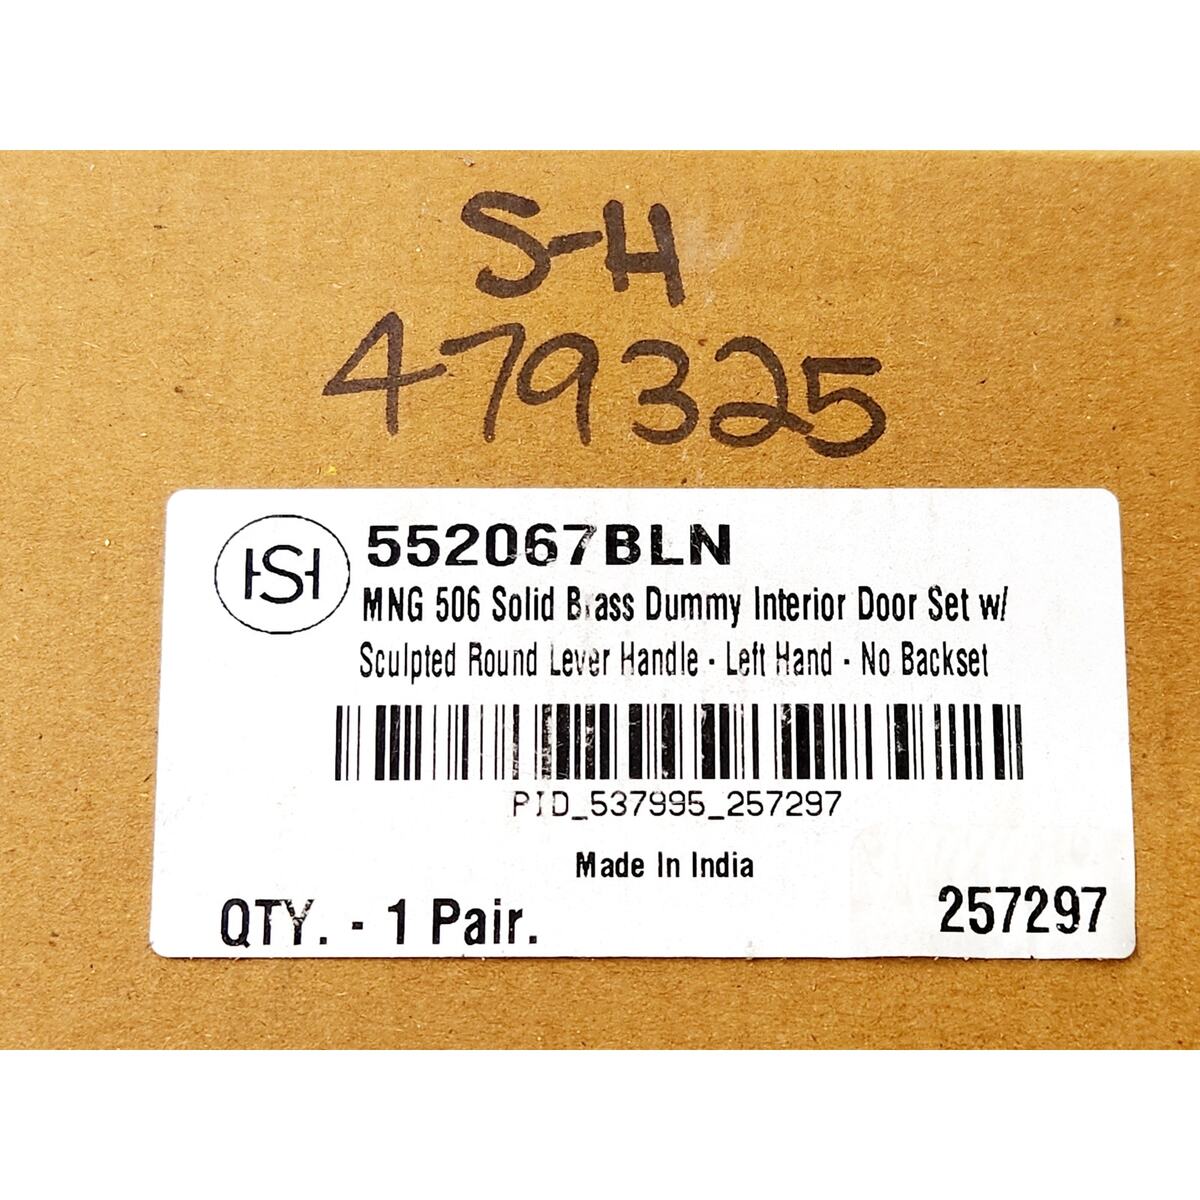 S-H
479325
HSH
552067BLN
MNG 506 Solid Brass Dummy Interior Door Set w/
Sculpted Round Lever Handle - Left Hand - No Backset
PID_537995_257297
Made In India
QTY. - 1 Pair.
257297